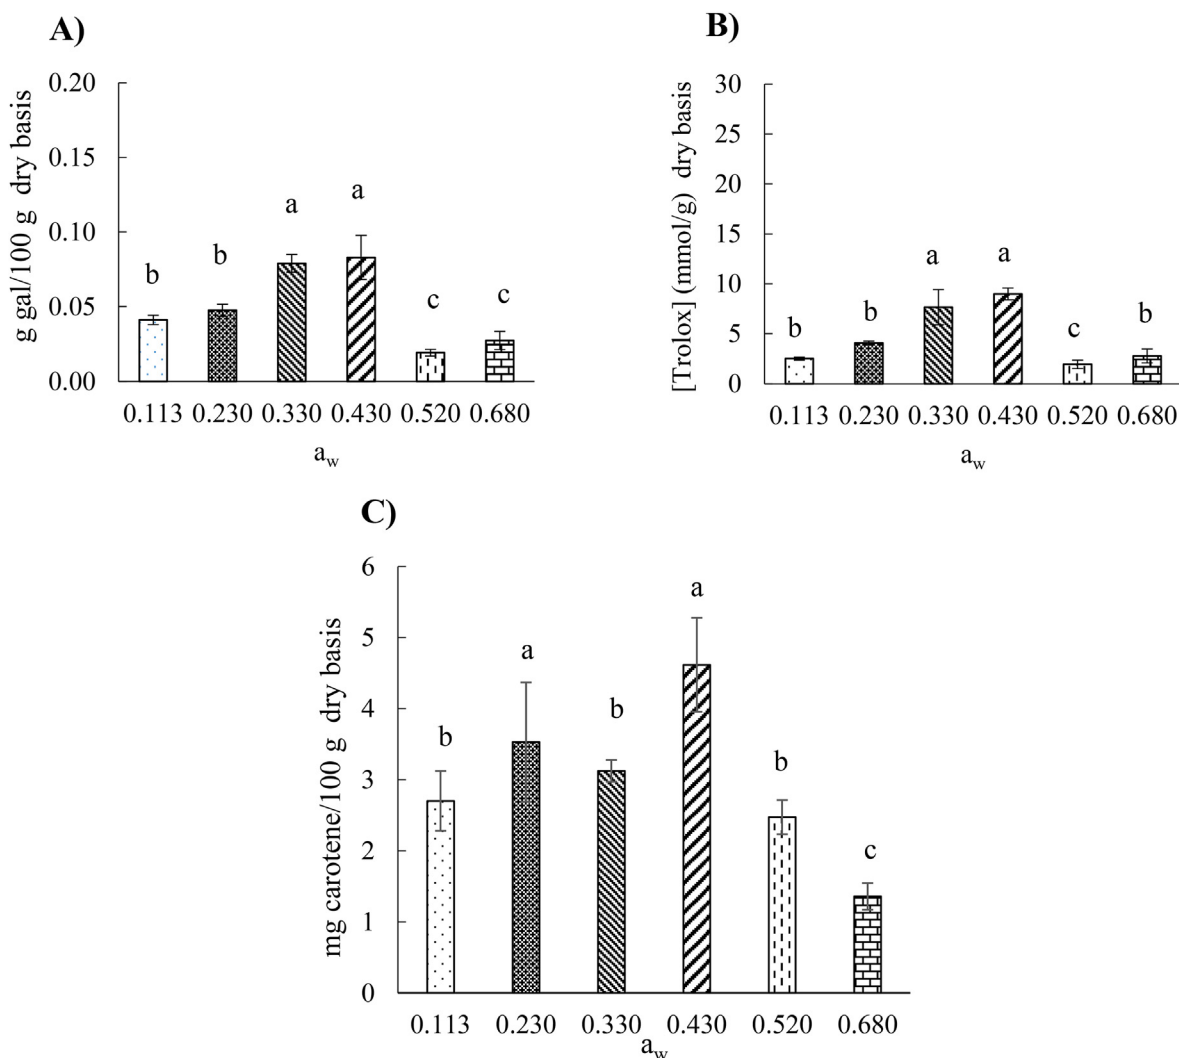 A)
g gal/100 g dry basis
0.20
0.15
0.10
0.05
0.00
b
b
a
a
c
c
0.113 0.230 0.330 0.430 0.520 0.680
aw
B)
[Trolox] (mmol/g) dry basis
30
25
20
15
10
5
0
b
b
a
a
c
b
0.113 0.230 0.330 0.430 0.520 0.680
aw
C)
mg carotene/100 g dry basis
6
5
4
3
2
1
0
b
a
b
a
b
c
0.113 0.230 0.330 0.430 0.520 0.680
aw